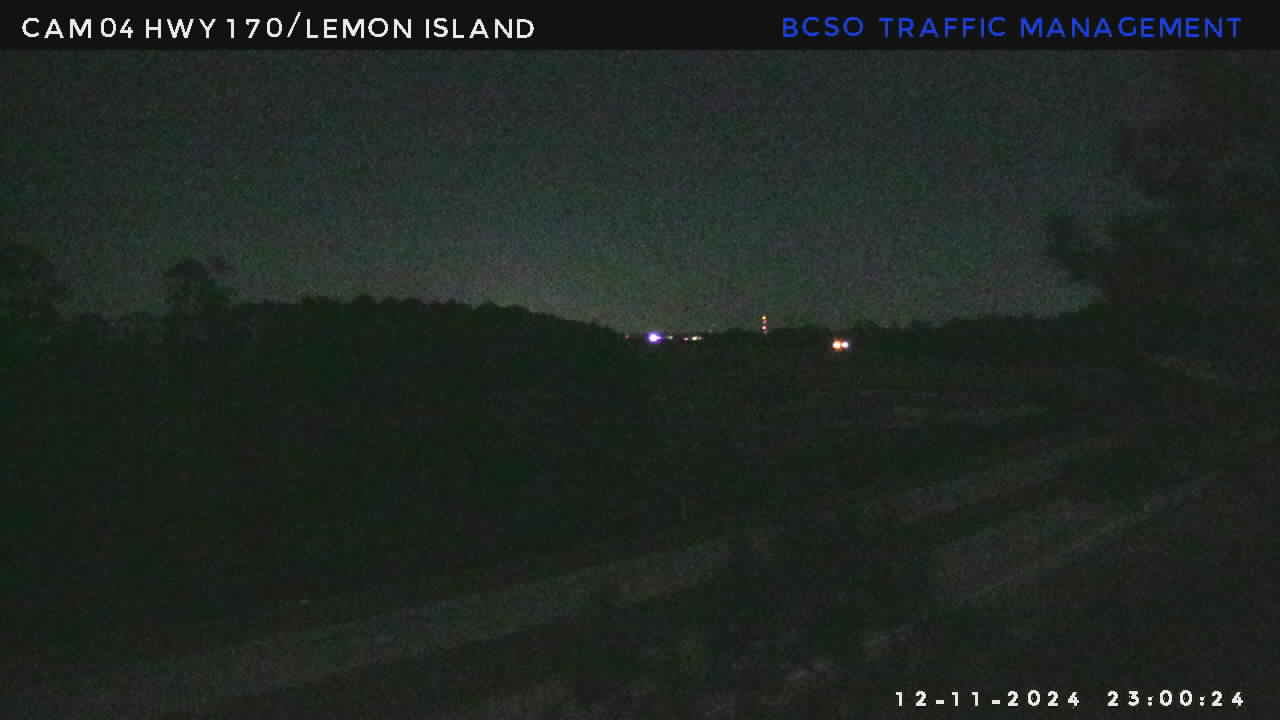 CAM04 HWY 170/LEMON ISLAND
BCSO TRAFFIC MANAGEMENT
12-11-2024 23:00:24